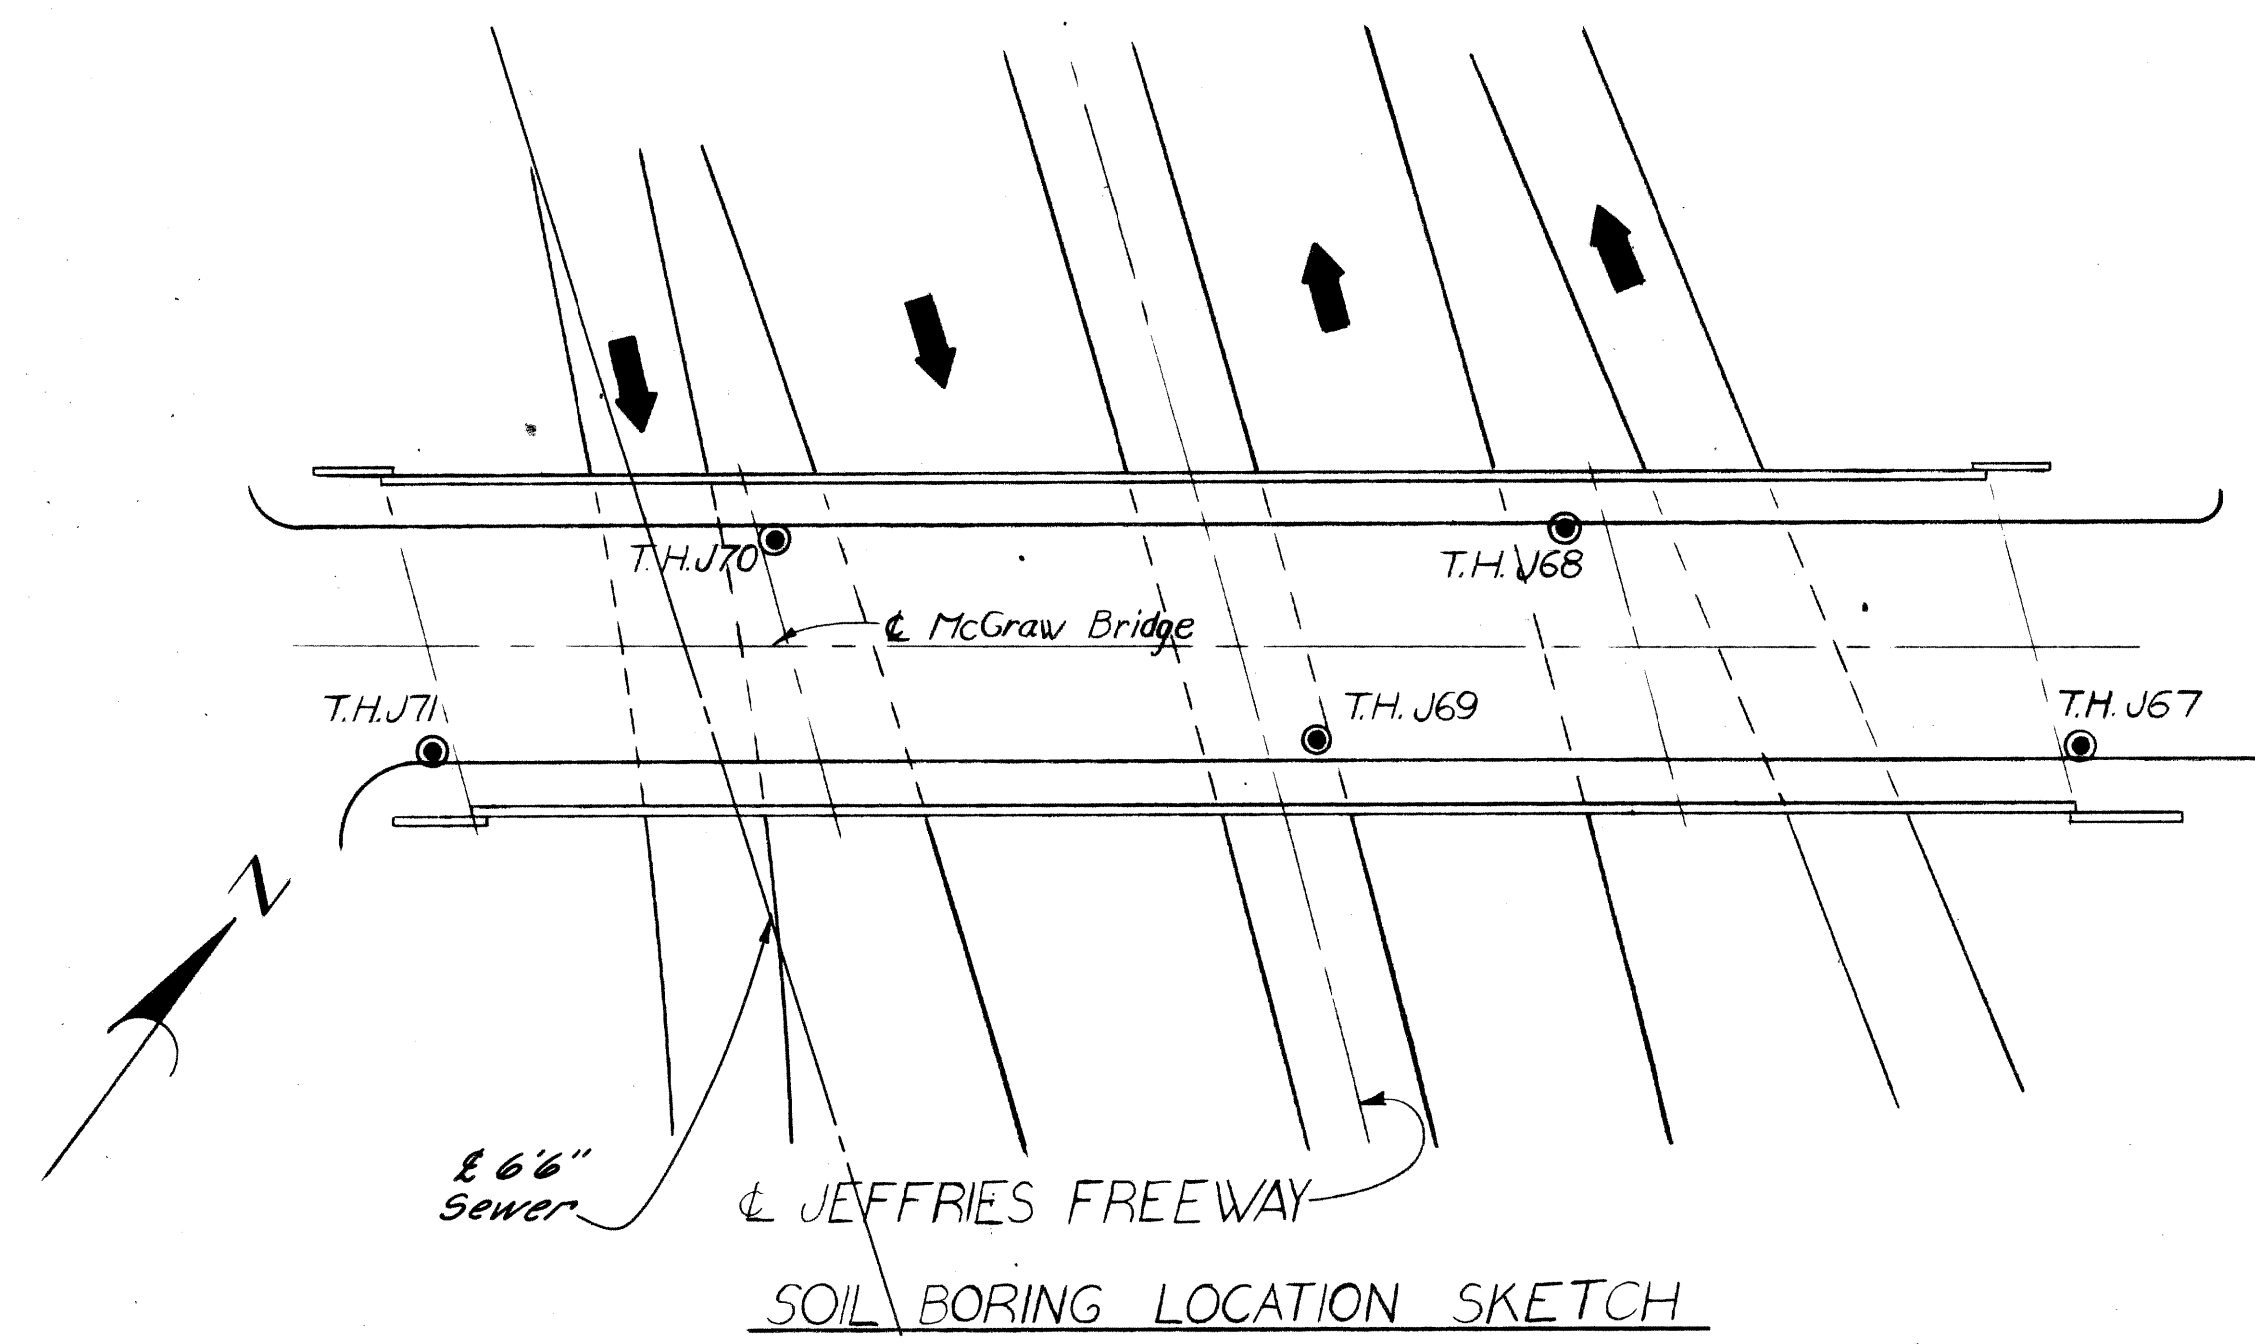 T.H.J70
T.H.J68
℄ McGraw Bridge
T.H.J71
T.H. J69
T.H. J67
N
℄ 6'6"
Sewer
℄ JEFFRIES FREEWAY
SOIL BORING LOCATION SKETCH